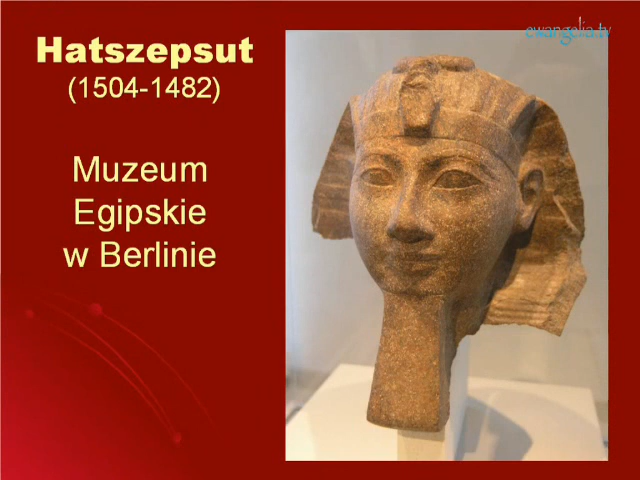 ewangelia.tv
Hatszepsut
(1504-1482)
Muzeum
Egipskie
w Berlinie